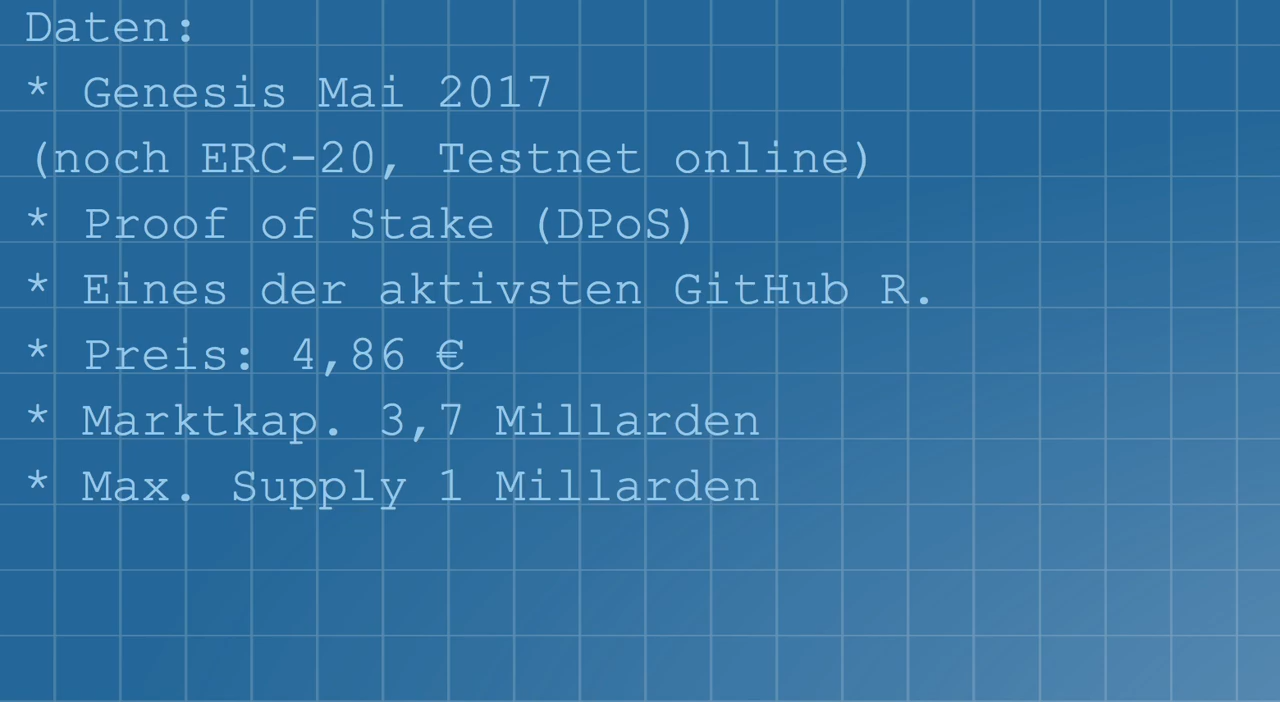 Daten:
* Genesis Mai 2017
(noch ERC-20, Testnet online)
* Proof of Stake (DPoS)
* Eines der aktivsten GitHub R.
* Preis: 4,86 €
* Marktkap. 3,7 Millarden
* Max. Supply 1 Millarden